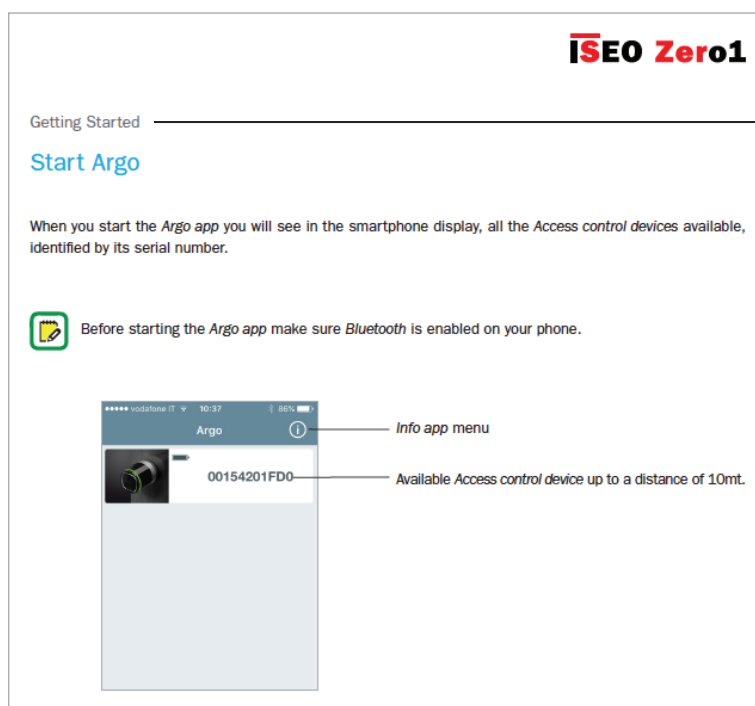 ISEO Zero1
Getting Started
Start Argo
When you start the Argo app you will see in the smartphone display, all the Access control devices available,
identified by its serial number.
Before starting the Argo app make sure Bluetooth is enabled on your phone.
vodafone IT 10:37 86%
Argo
Info app menu
00154201FD0
Available Access control device up to a distance of 10mt.